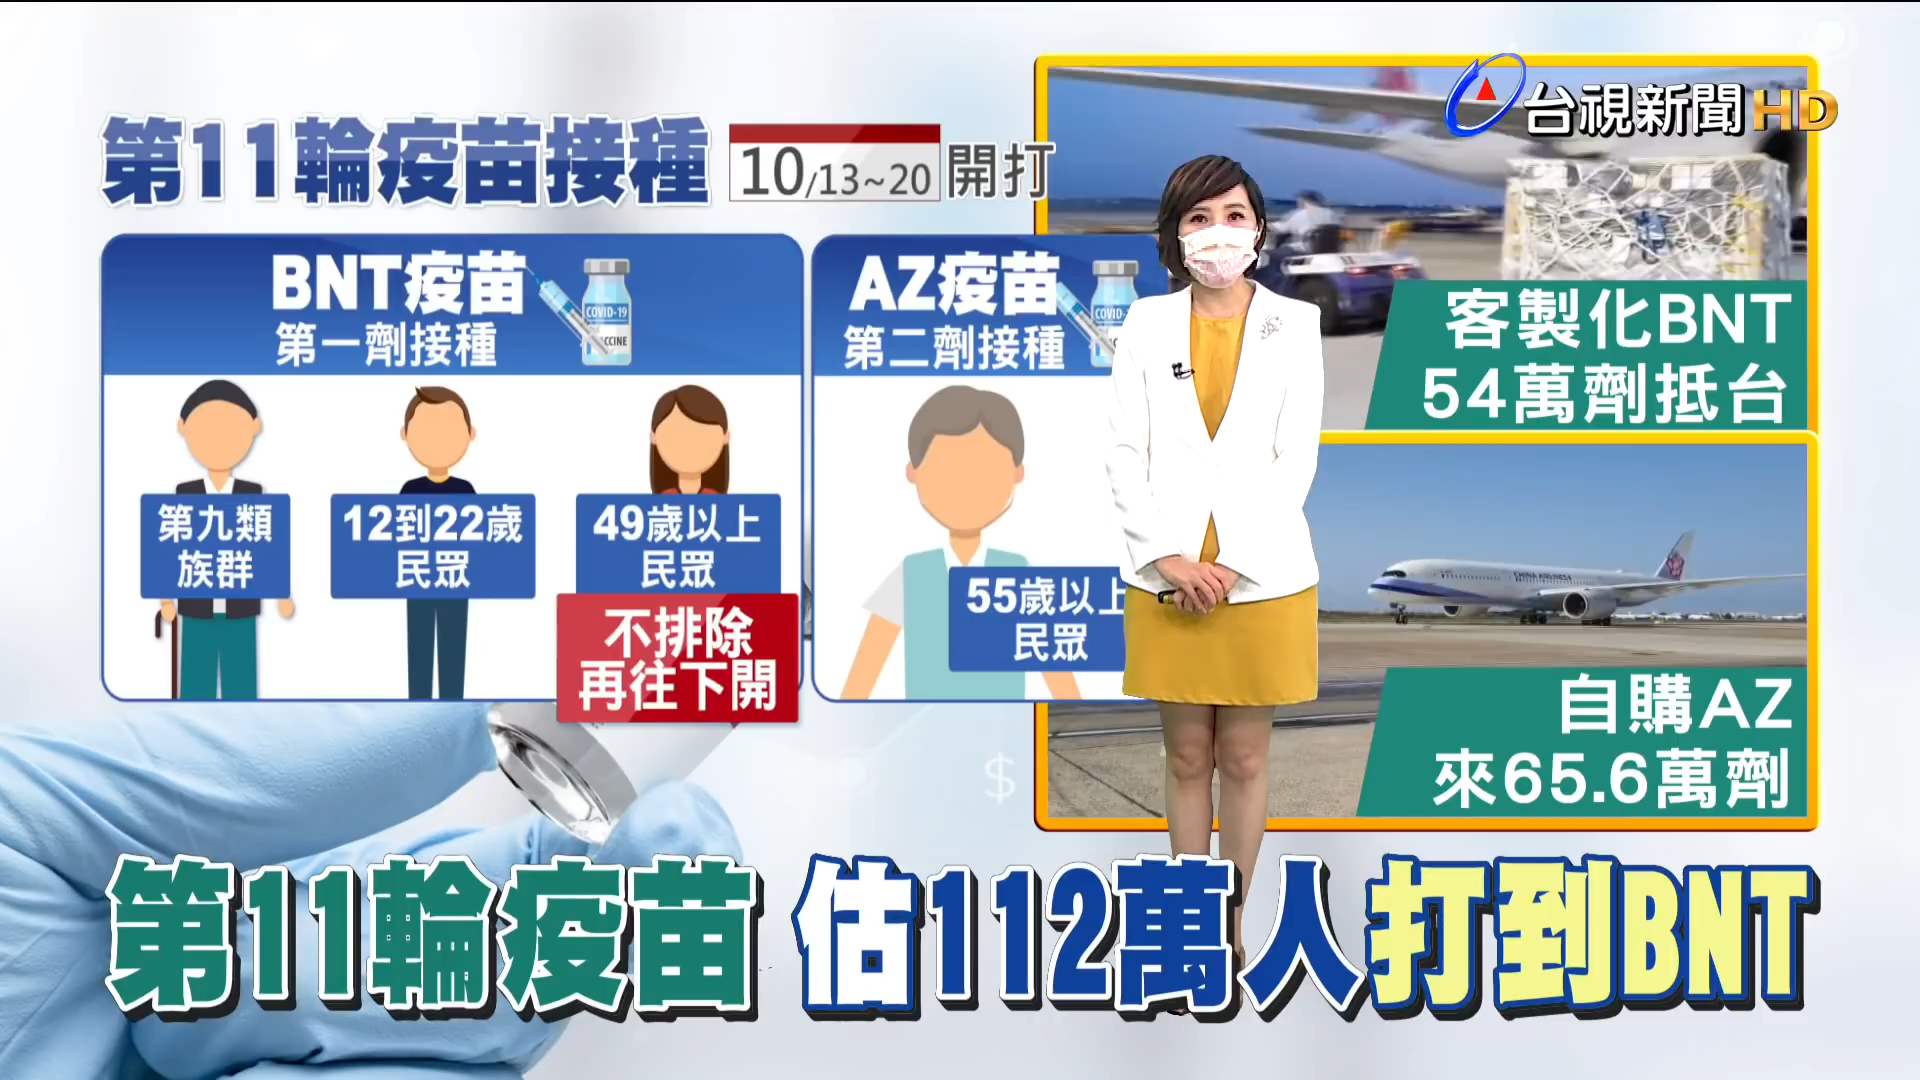 台視新聞HD
第11輪疫苗接種
10/13~20
開打
BNT疫苗
第一劑接種
COVID-19
VACCINE
第九類
族群
12到22歲
民眾
49歲以上
民眾
不排除
再往下開
AZ疫苗
第二劑接種
COVID-
55歲以上
民眾
客製化BNT
54萬劑抵台
CHINA AIRLINES
自購AZ
來65.6萬劑
$
第11輪疫苗 估112萬人打到BNT